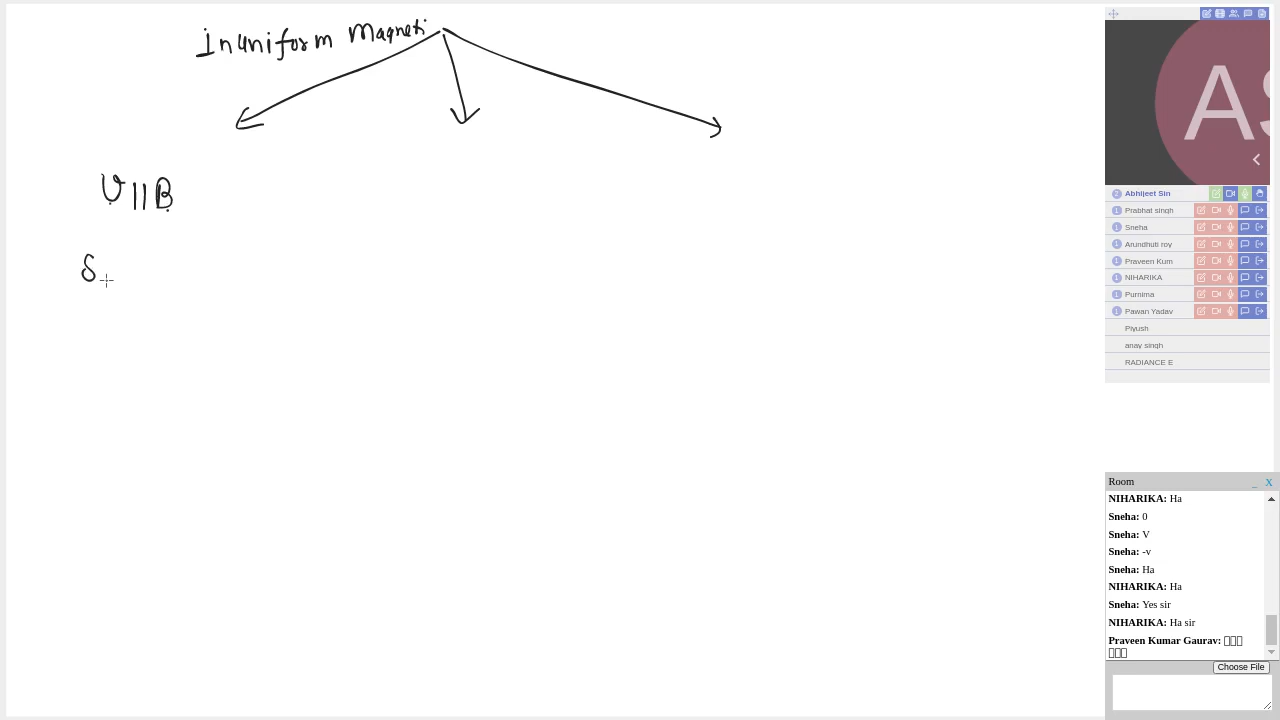 In uniform Magneti
V || B
S
AS
Abhijeet Sin
Prabhat singh
Sneha
Arundhuti roy
Praveen Kum
NIHARIKA
Purnima
Pawan Yadav
Piyush
anay singh
RADIANCE E
Room _ X
NIHARIKA: Ha
Sneha: 0
Sneha: V
Sneha: -v
Sneha: Ha
NIHARIKA: Ha
Sneha: Yes sir
NIHARIKA: Ha sir
Praveen Kumar Gaurav:
Choose File